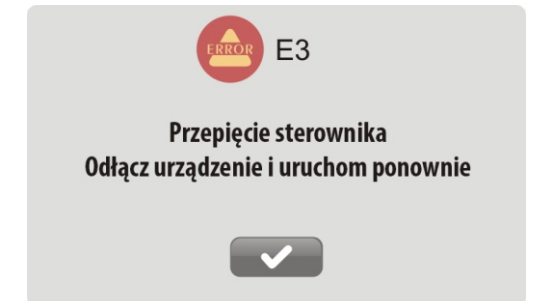 ERROR E3
Przepięcie sterownika
Odłącz urządzenie i uruchom ponownie